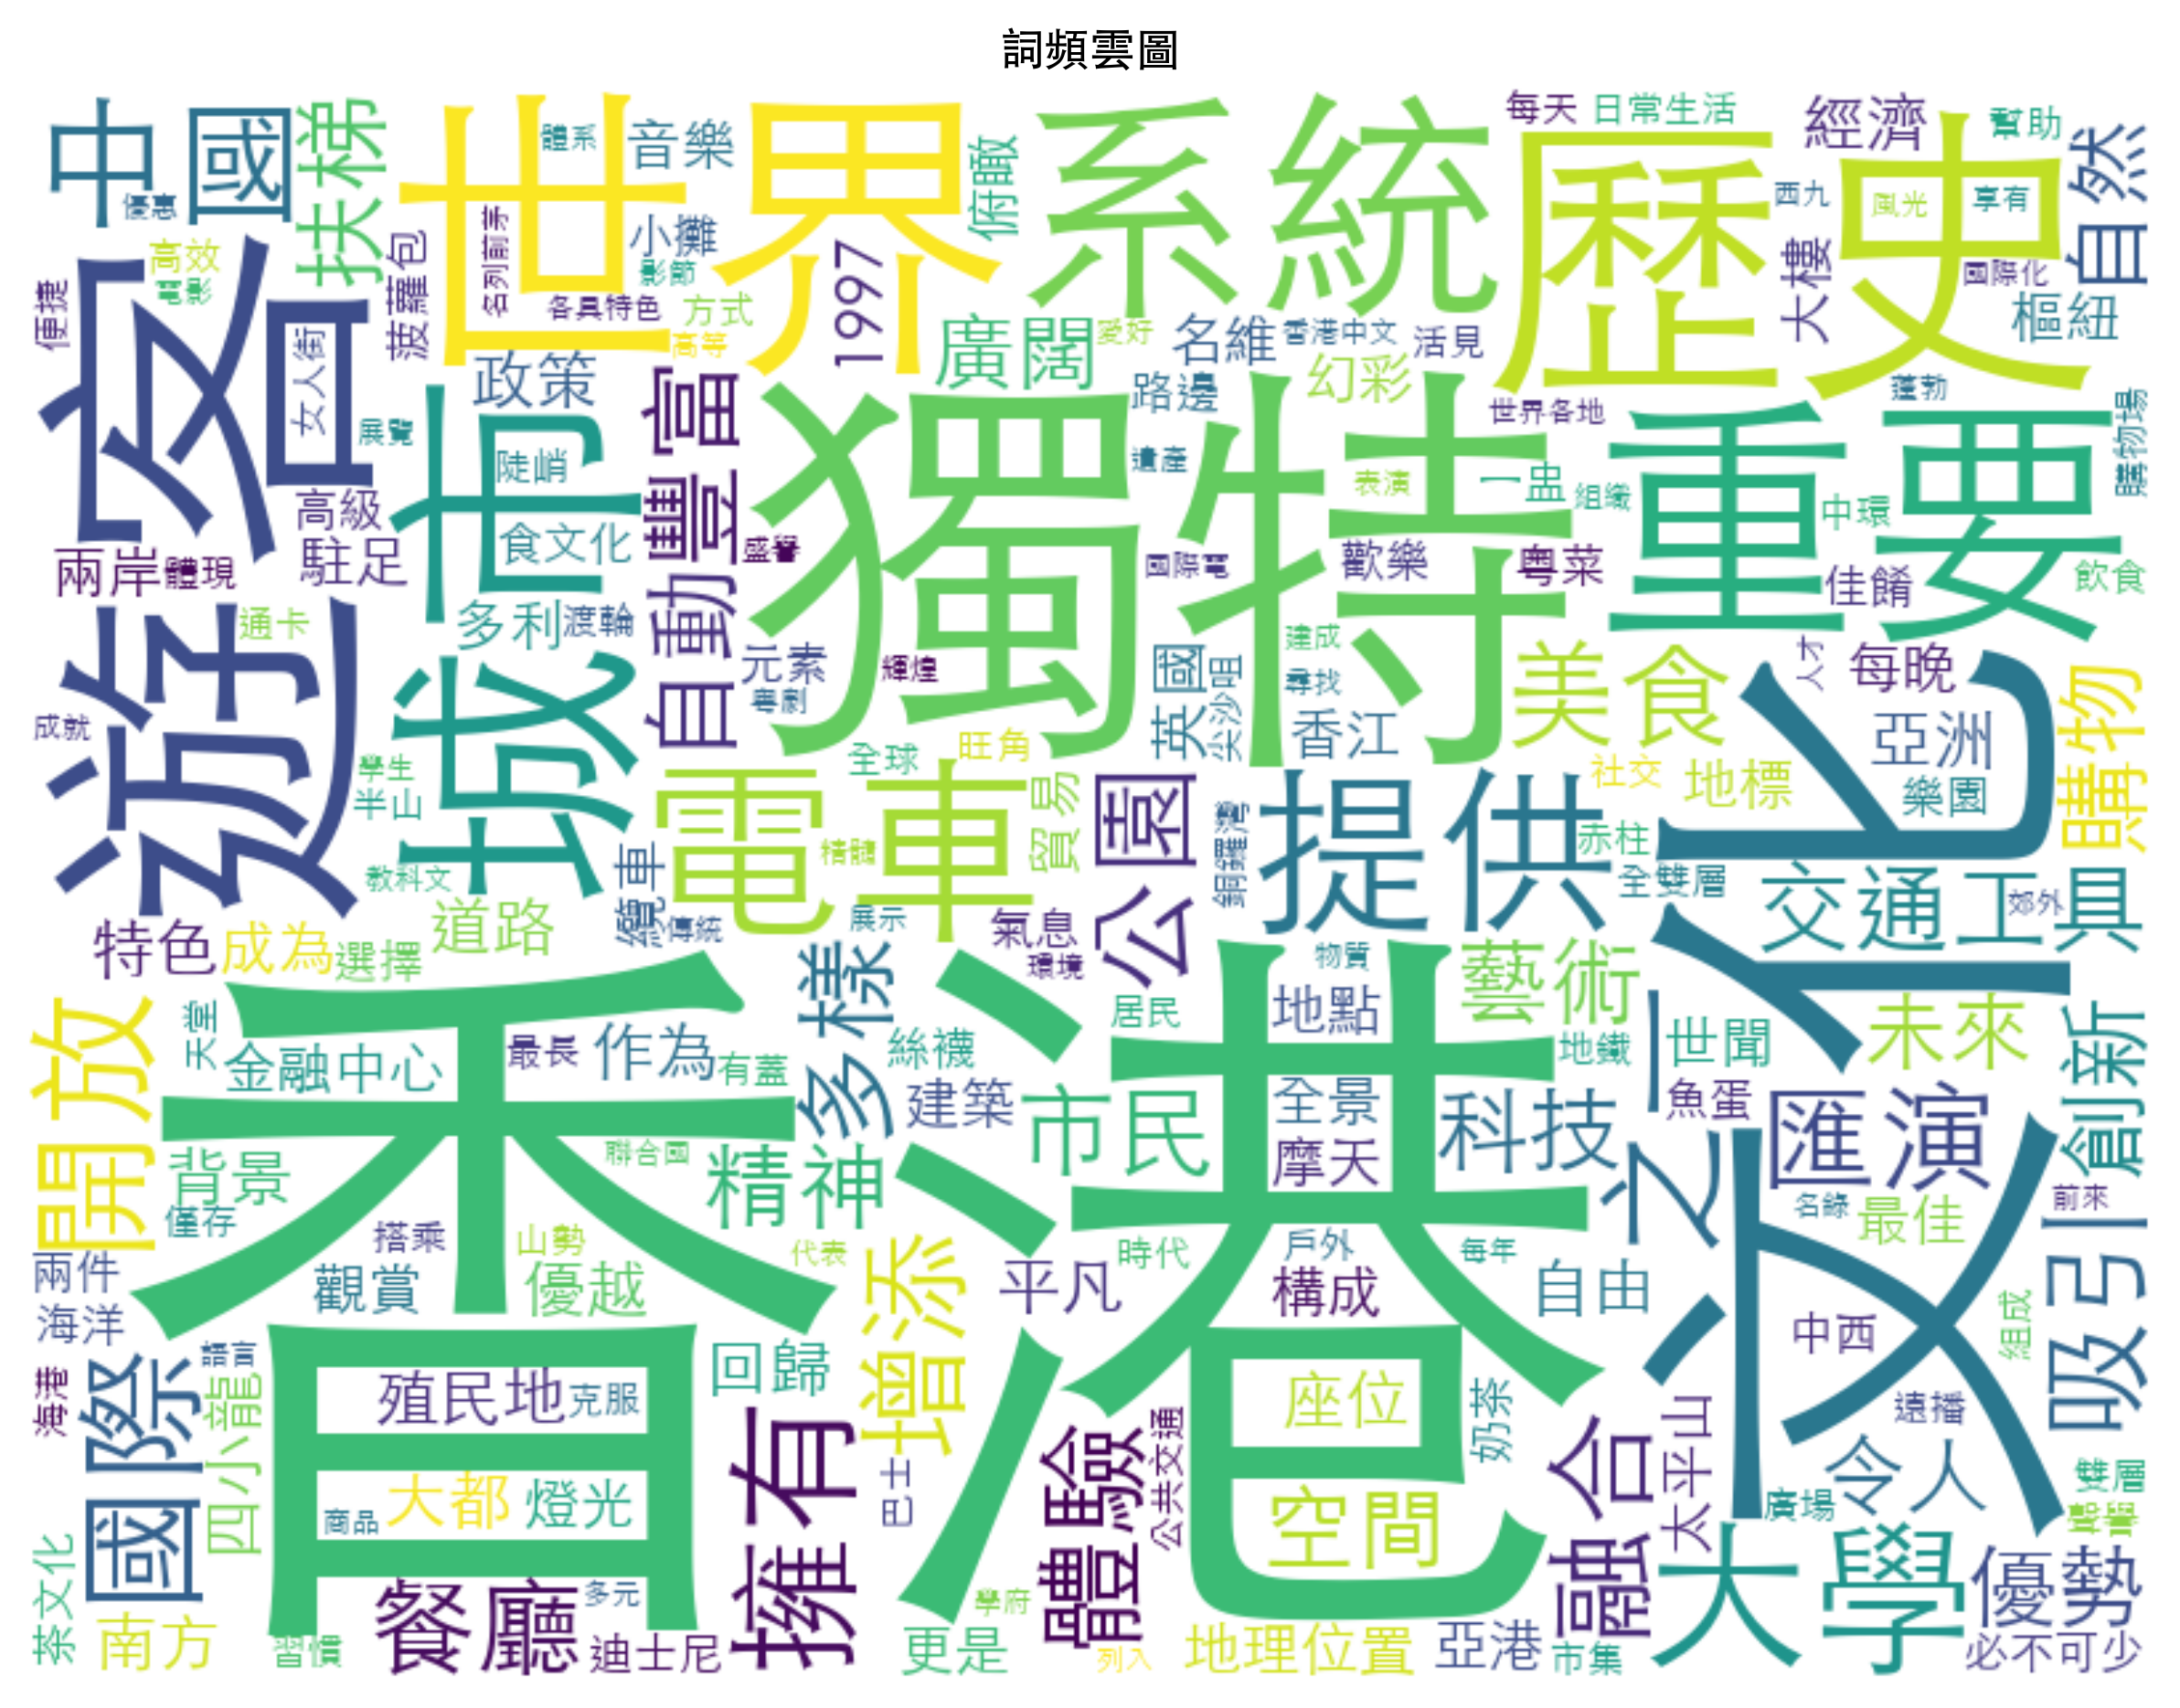 詞頻雲圖
中國
扶梯
世界
體系
音樂
俯瞰
系統
每天
日常生活
歷史
經濟
幫助
自然
優惠
高效
電影
便捷
遊客
女人街
菠蘿包
名列前茅
小攤
影節
各具特色
方式
高等
1997
西九
風光
享有
大樓
國際化
樞紐
廣闊
愛好
名維
香港中文
活見
幻彩
路邊
世界各地
蓬勃
購物場
政策
展覽
城市
陡峭
食文化
豐富
自動
盛譽
獨特
遺產
表演
一盅
組織
重要
中環
高級
駐足
兩岸
體現
國際電
歡樂
粵菜
佳餚
飲食
通卡
多利
渡輪
元素
粵劇
輝煌
英國
尖沙咀
建成
尋找
香江
美食
人才
每晚
亞洲
購物
成就
學生
半山
教科文
電車
全球
旺角
精髓
貿易
公園
銅鑼灣
提供
社交
地標
樂園
赤柱
全雙層
文化
交通工具
郊外
纜車
傳統
展示
氣息
環境
特色
成為
選擇
道路
多樣
物質
藝術
開放
天堂
金融中心
最長
作為
有蓋
絲襪
建築
居民
地點
地鐵
世聞
未來
創新
市民
全景
摩天
科技
魚蛋
一之
匯演
香港
背景
僅存
聯合國
精神
搭乘
山勢
代表
名錄
最佳
前來
吸引
兩件
海洋
觀賞
優越
增添
平凡
時代
戶外
構成
每年
自由
中西
組成
海港
語言
國際
四小龍
殖民地
克服
回歸
座位
奶茶
遠播
融合
太平山
令人
雙層
商品
大都
燈光
擁有
巴士
體驗
公共交通
空間
廣場
茶文化
南方
習慣
餐廳
多元
迪士尼
學府
更是
列入
地理位置
亞港
市集
大學
優勢
必不可少